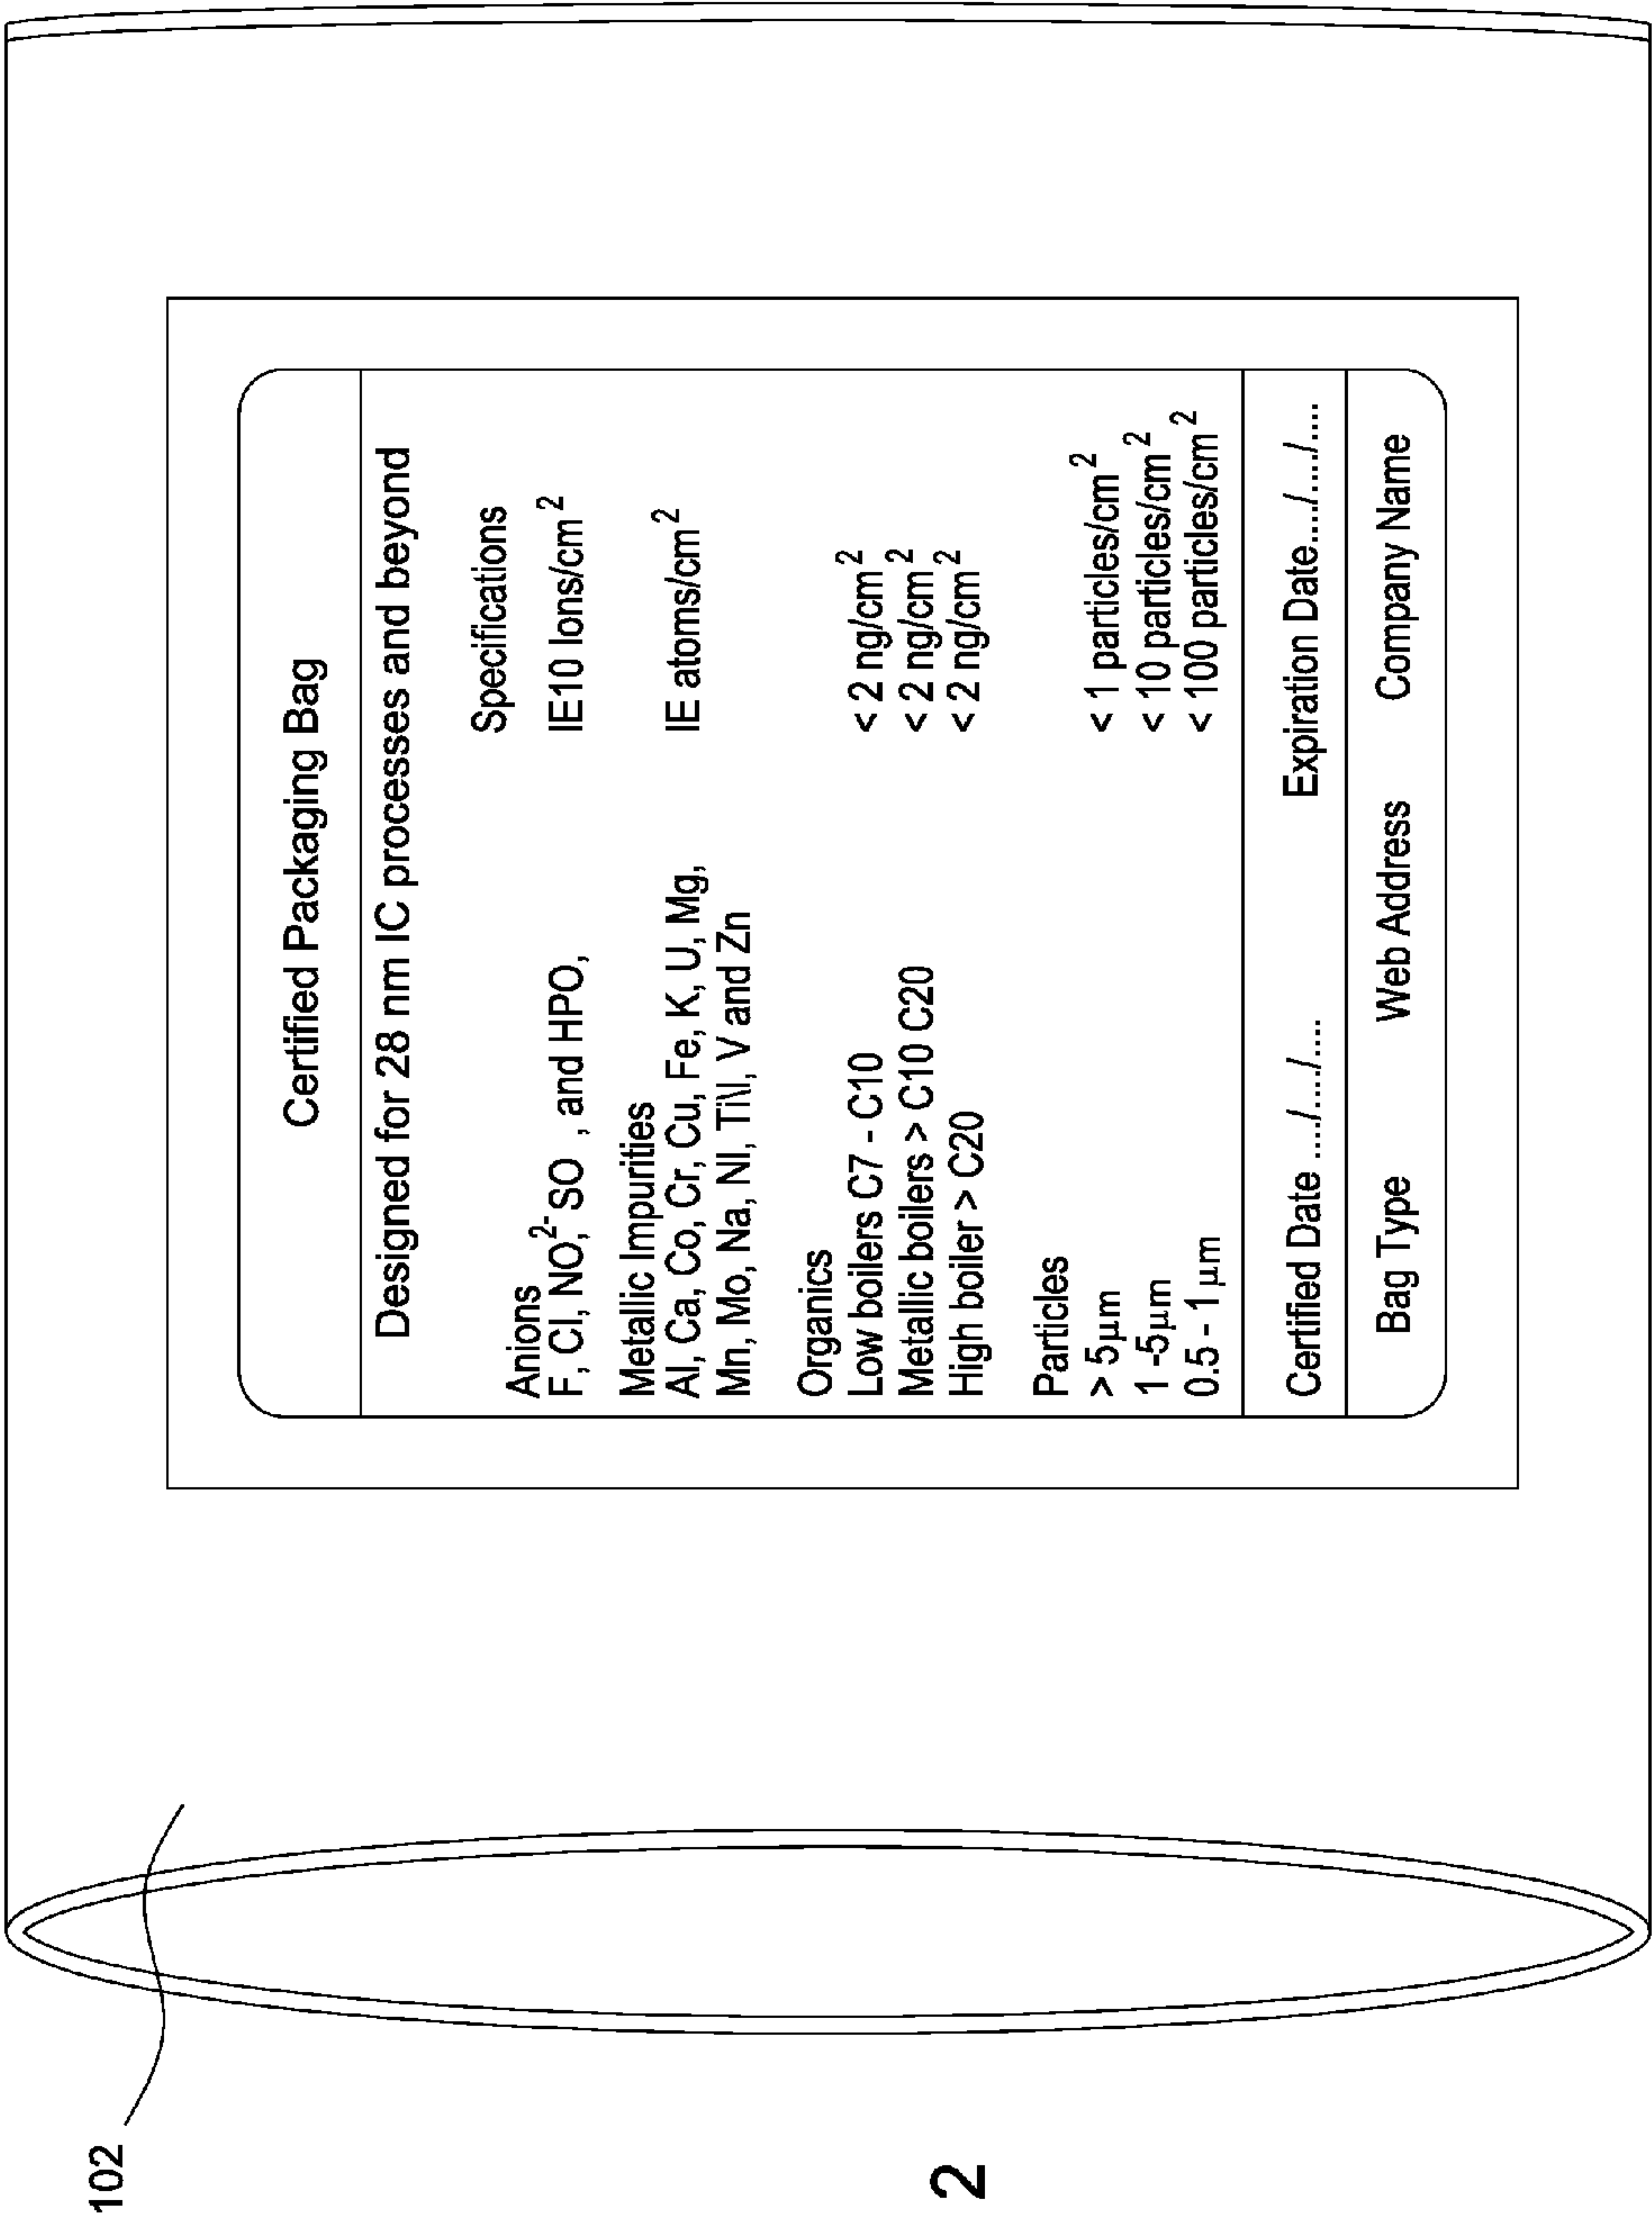 102
Certified Packaging Bag
Designed for 28 nm IC processes and beyond
Specifications
Anions
F, Cl, NO,²⁻ SO , and HPO, IE10 Ions/cm²
Metallic Impurities
Al, Ca, Co, Cr, Cu, Fe, K, U, Mg, IE atoms/cm²
Mn, Mo, Na, NI, Ti\l, V and Zn
Organics
Low boilers C7 - C10 < 2 ng/cm²
Metallic boilers > C10 C20 < 2 ng/cm²
High boiler > C20 < 2 ng/cm²
Particles
> 5μm < 1 particles/cm²
1 -5μm < 10 particles/cm²
0.5 - 1μm < 100 particles/cm²
Certified Date ..../..../.... Expiration Date..../..../....
Bag Type Web Address Company Name
2